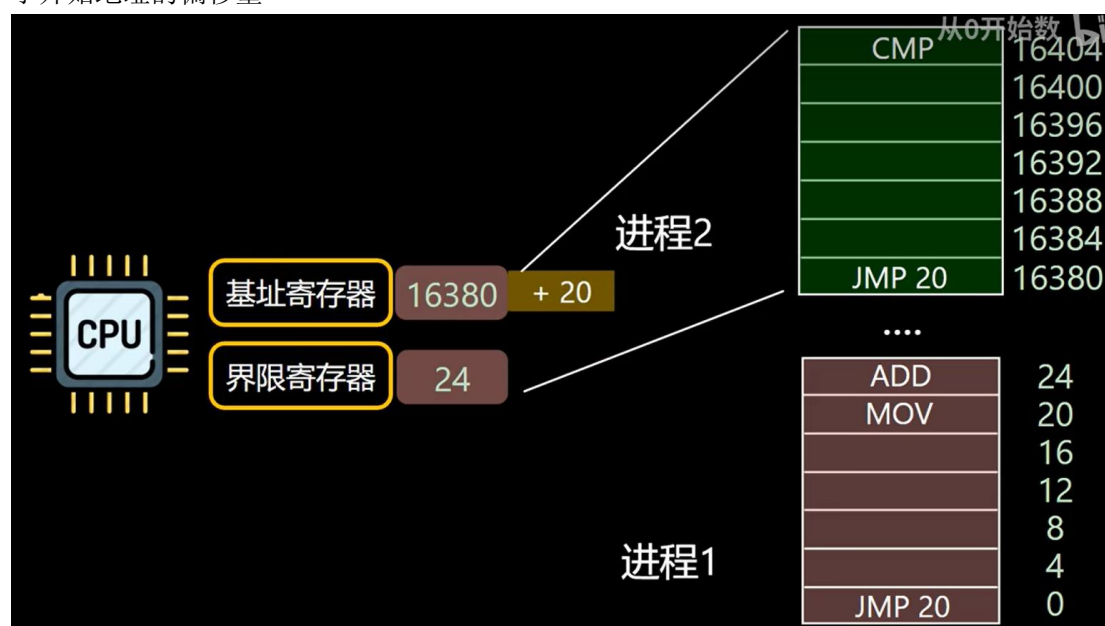 从0开始数
CMP 16404
16400
16396
16392
16388
16384
JMP 20 16380
进程2
基址寄存器 16380 + 20
CPU
界限寄存器 24
....
ADD 24
MOV 20
16
12
8
4
JMP 20 0
进程1